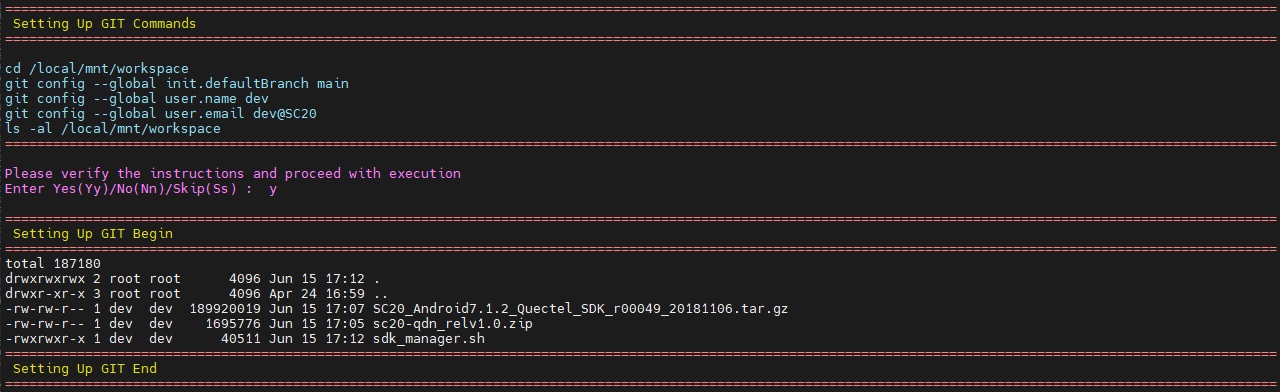 ================================================================================================================================================================
Setting Up GIT Commands
================================================================================================================================================================
cd /local/mnt/workspace
git config --global init.defaultBranch main
git config --global user.name dev
git config --global user.email dev@SC20
ls -al /local/mnt/workspace
================================================================================================================================================================
Please verify the instructions and proceed with execution
Enter Yes(Yy)/No(Nn)/Skip(Ss) :  y
================================================================================================================================================================
Setting Up GIT Begin
================================================================================================================================================================
total 187180
drwxrwxrwx 2 root root      4096 Jun 15 17:12 .
drwxr-xr-x 3 root root      4096 Apr 24 16:59 ..
-rw-rw-r-- 1 dev  dev  189920019 Jun 15 17:07 SC20_Android7.1.2_Quectel_SDK_r00049_20181106.tar.gz
-rw-rw-r-- 1 dev  dev    1695776 Jun 15 17:05 sc20-qdn_relv1.0.zip
-rwxrwxr-x 1 dev  dev      40511 Jun 15 17:12 sdk_manager.sh
================================================================================================================================================================
Setting Up GIT End
================================================================================================================================================================